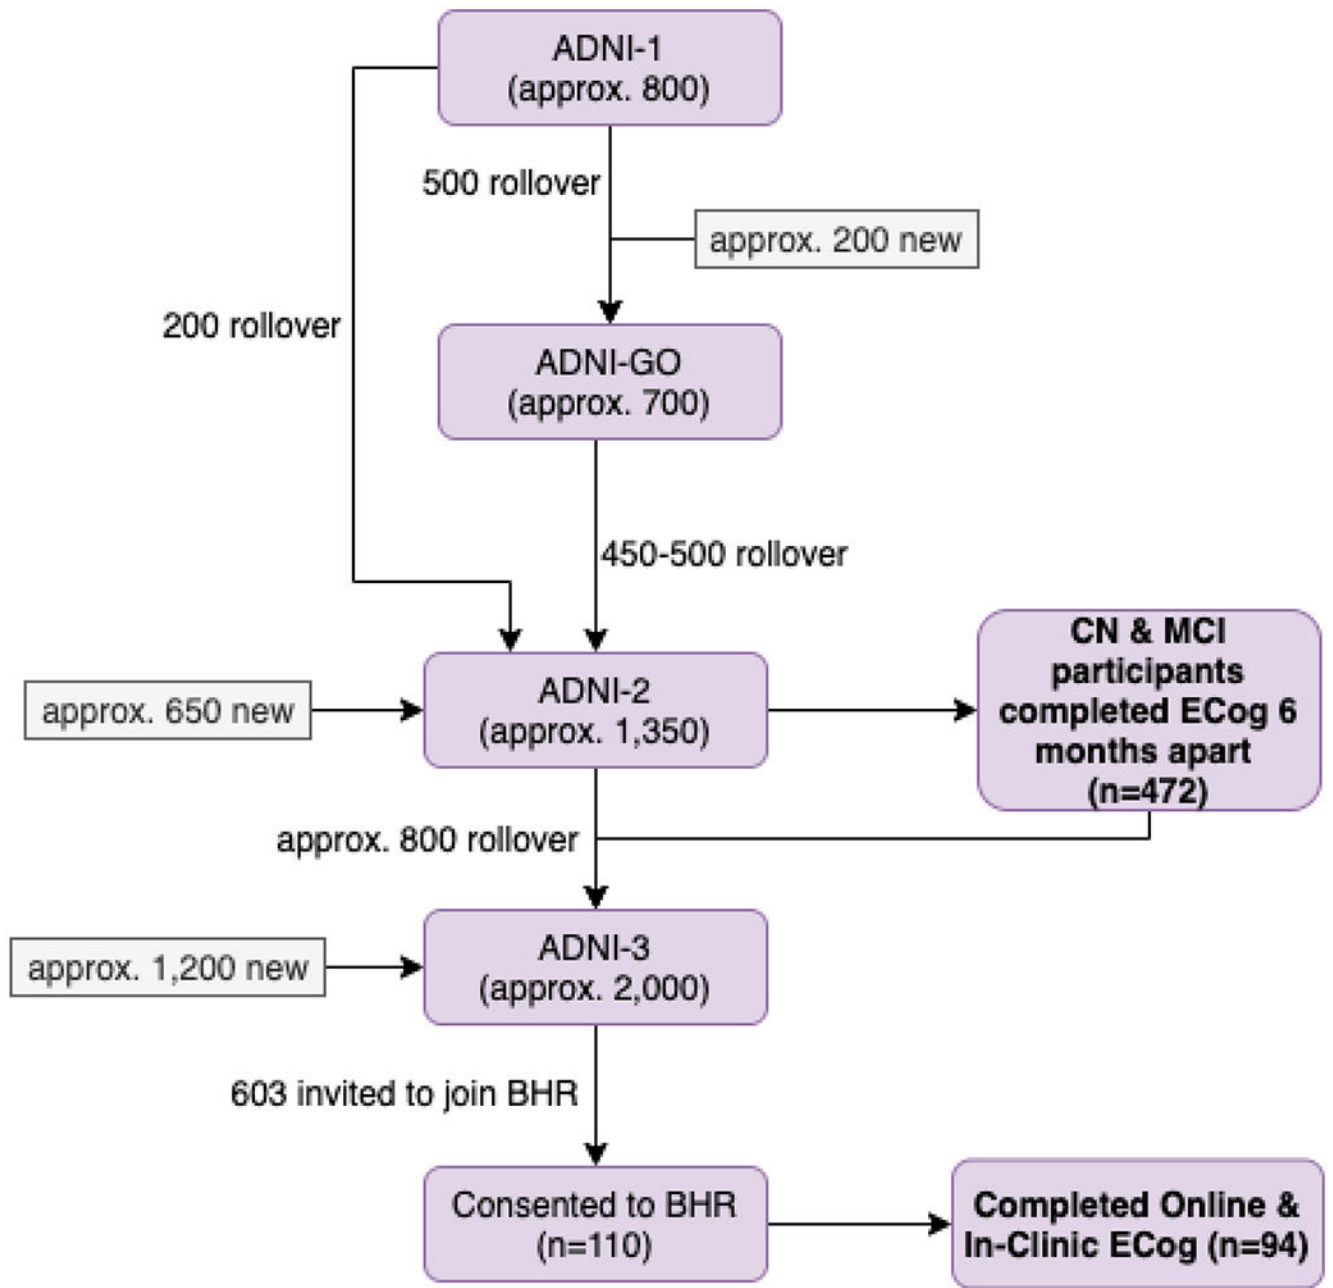 ADNI-1
(approx. 800)
500 rollover
approx. 200 new
200 rollover
ADNI-GO
(approx. 700)
450-500 rollover
CN & MCI
participants
completed ECog 6
months apart
(n=472)
approx. 650 new
ADNI-2
(approx. 1,350)
approx. 800 rollover
approx. 1,200 new
ADNI-3
(approx. 2,000)
603 invited to join BHR
Consented to BHR
(n=110)
Completed Online &
In-Clinic ECog (n=94)